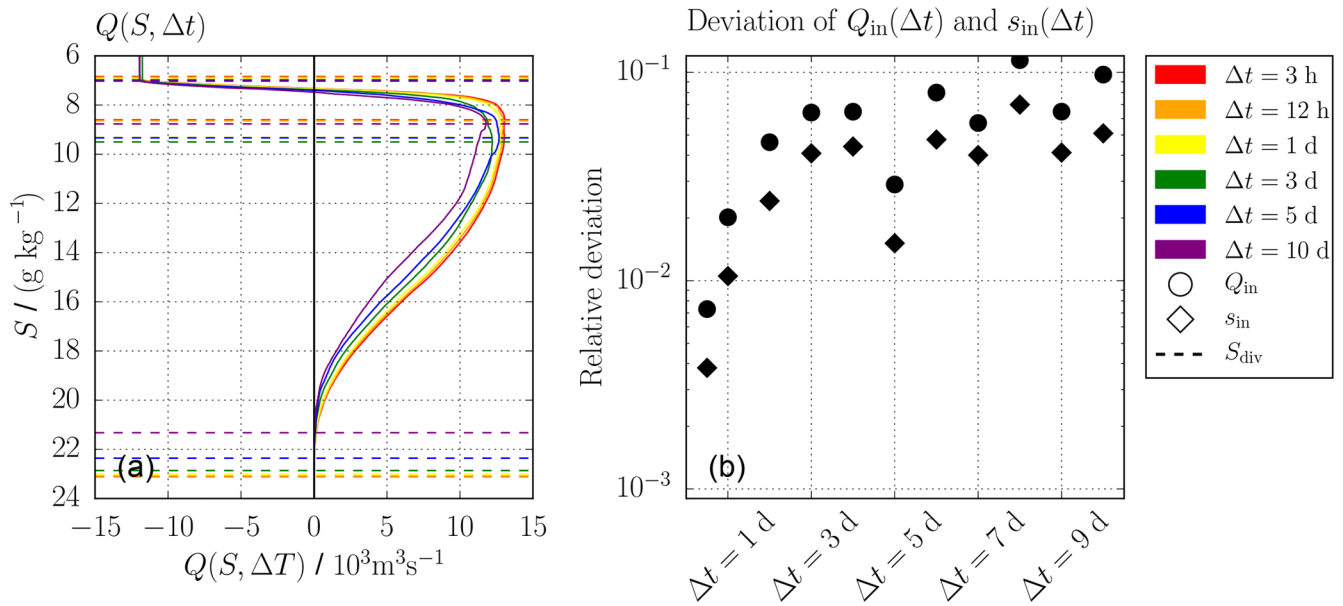 Q(S, Δt)
6
8
10
12
14
16
18
20
22
24
S / (g kg⁻¹)
−15
−10
−5
0
5
10
15
Q(S, ΔT) / 10³m³s⁻¹
(a)
Deviation of Q_in(Δt) and s_in(Δt)
10⁻¹
10⁻²
10⁻³
Relative deviation
(b)
Δt = 1 d
Δt = 3 d
Δt = 5 d
Δt = 7 d
Δt = 9 d
Δt = 3 h
Δt = 12 h
Δt = 1 d
Δt = 3 d
Δt = 5 d
Δt = 10 d
Q_in
s_in
S_div